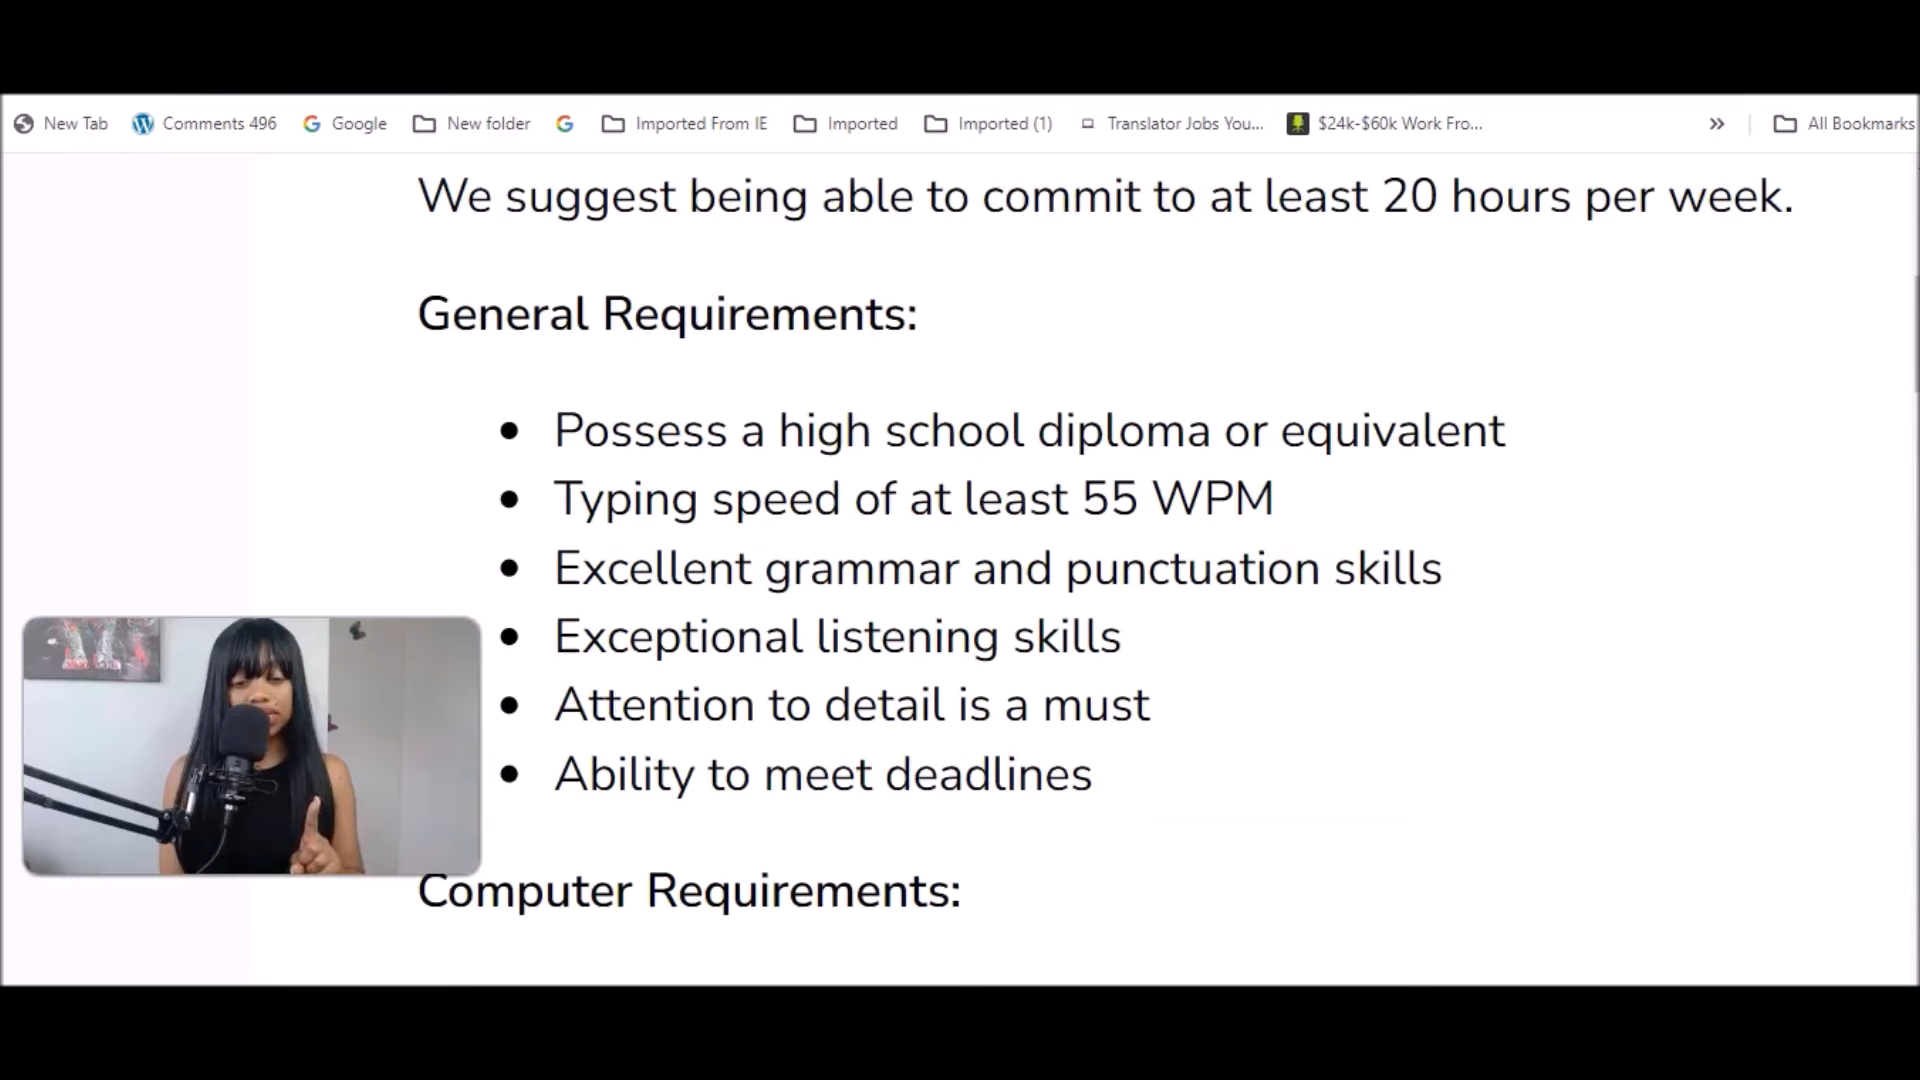 New Tab Comments 496 Google New folder Imported From IE Imported Imported (1) Translator Jobs You... $24k-$60k Work Fro... » All Bookmarks
We suggest being able to commit to at least 20 hours per week.
General Requirements:
• Possess a high school diploma or equivalent
• Typing speed of at least 55 WPM
• Excellent grammar and punctuation skills
• Exceptional listening skills
• Attention to detail is a must
• Ability to meet deadlines
Computer Requirements: